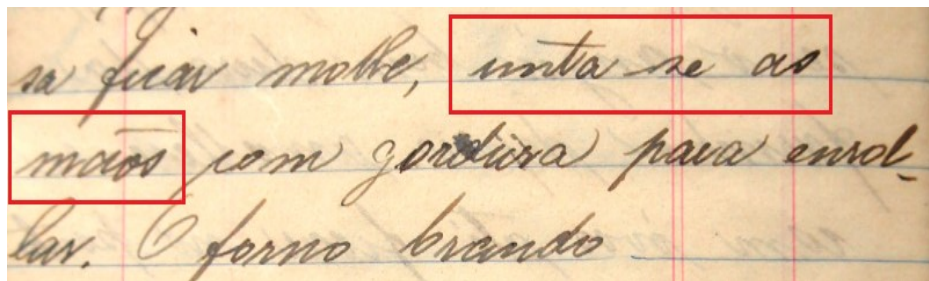 sa ficar molle, unta se as
mãos com gordura para enrol-
lar. O forno brando